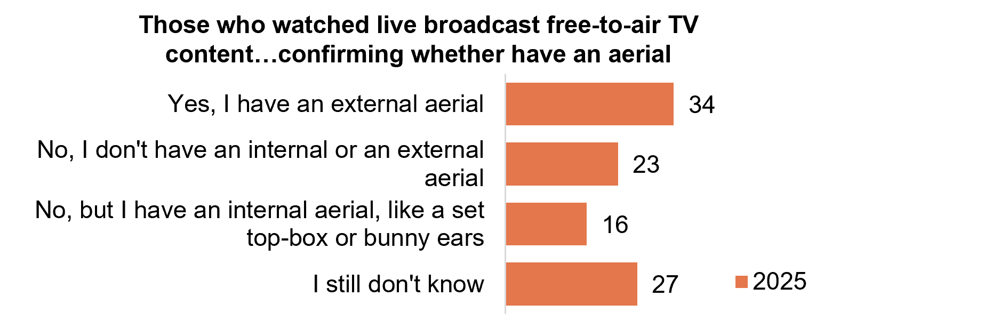 Those who watched live broadcast free-to-air TV
content…confirming whether have an aerial
Yes, I have an external aerial
34
No, I don't have an internal or an external
aerial
23
No, but I have an internal aerial, like a set
top-box or bunny ears
16
I still don't know
27
2025